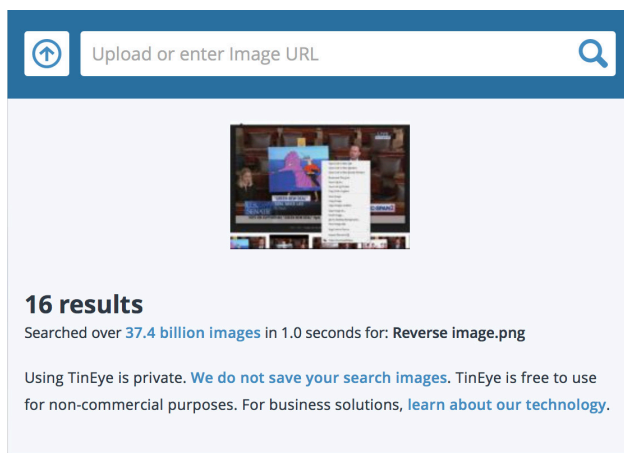 Upload or enter Image URL
16 results
Searched over 37.4 billion images in 1.0 seconds for: Reverse image.png
Using TinEye is private. We do not save your search images. TinEye is free to use
for non-commercial purposes. For business solutions, learn about our technology.